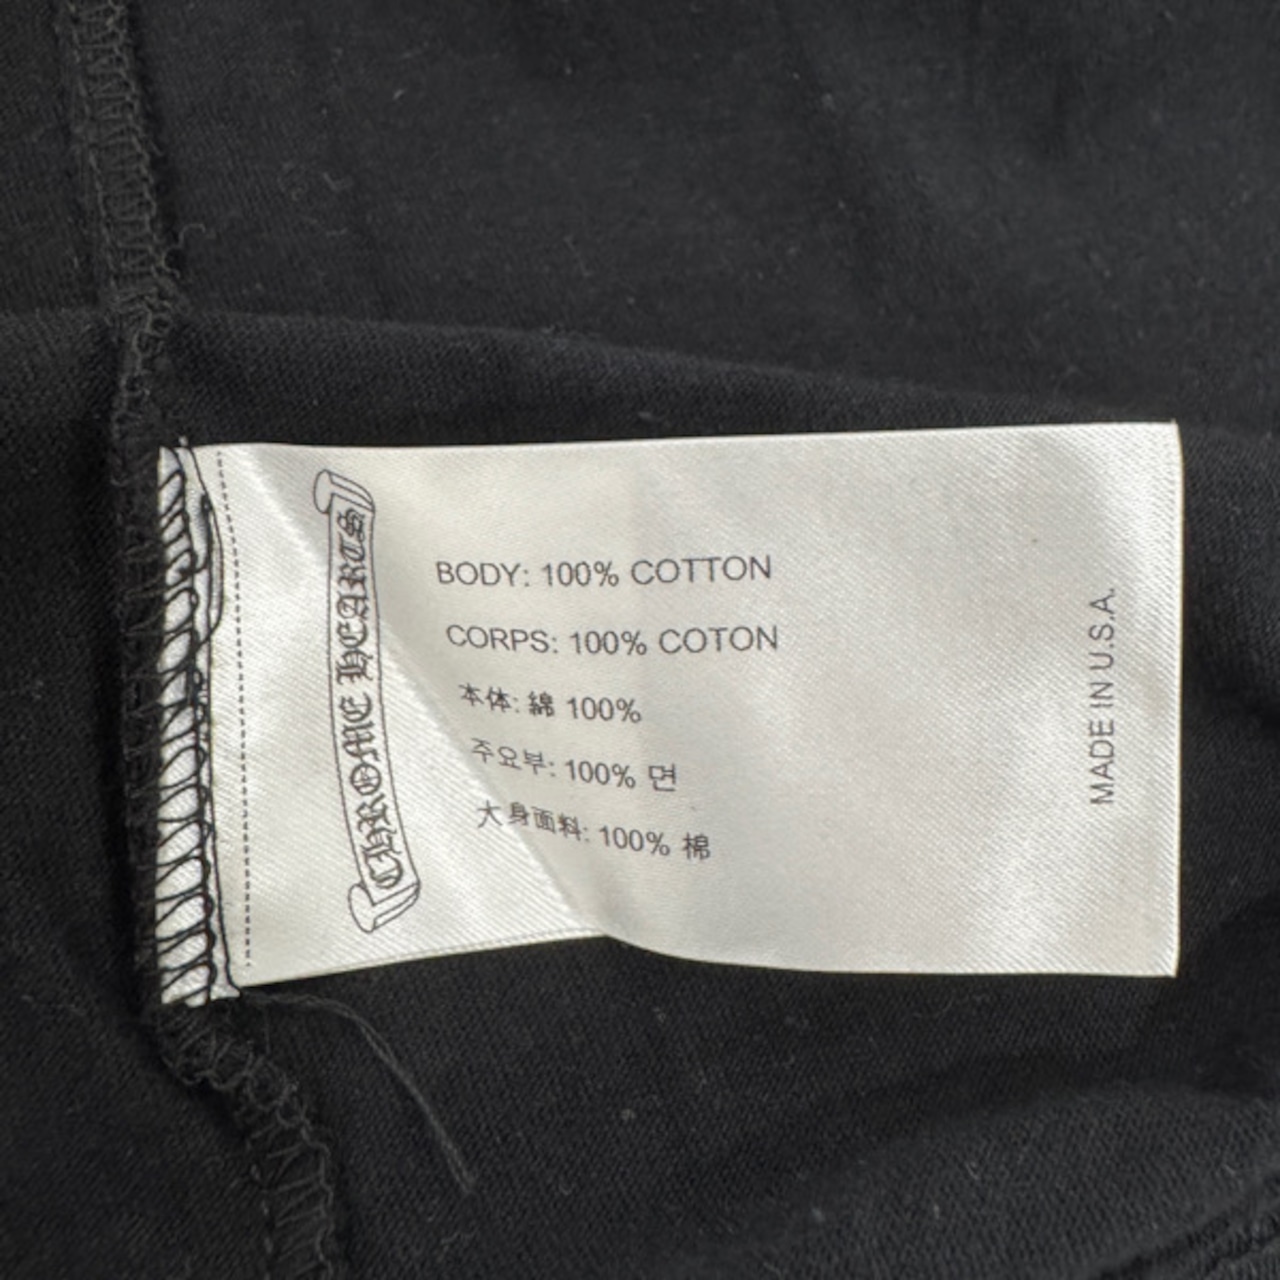 CHROME HEARTS
BODY: 100% COTTON
CORPS: 100% COTON
本体: 綿 100%
주요부: 100% 면
大身面料: 100% 棉
MADE IN U.S.A.